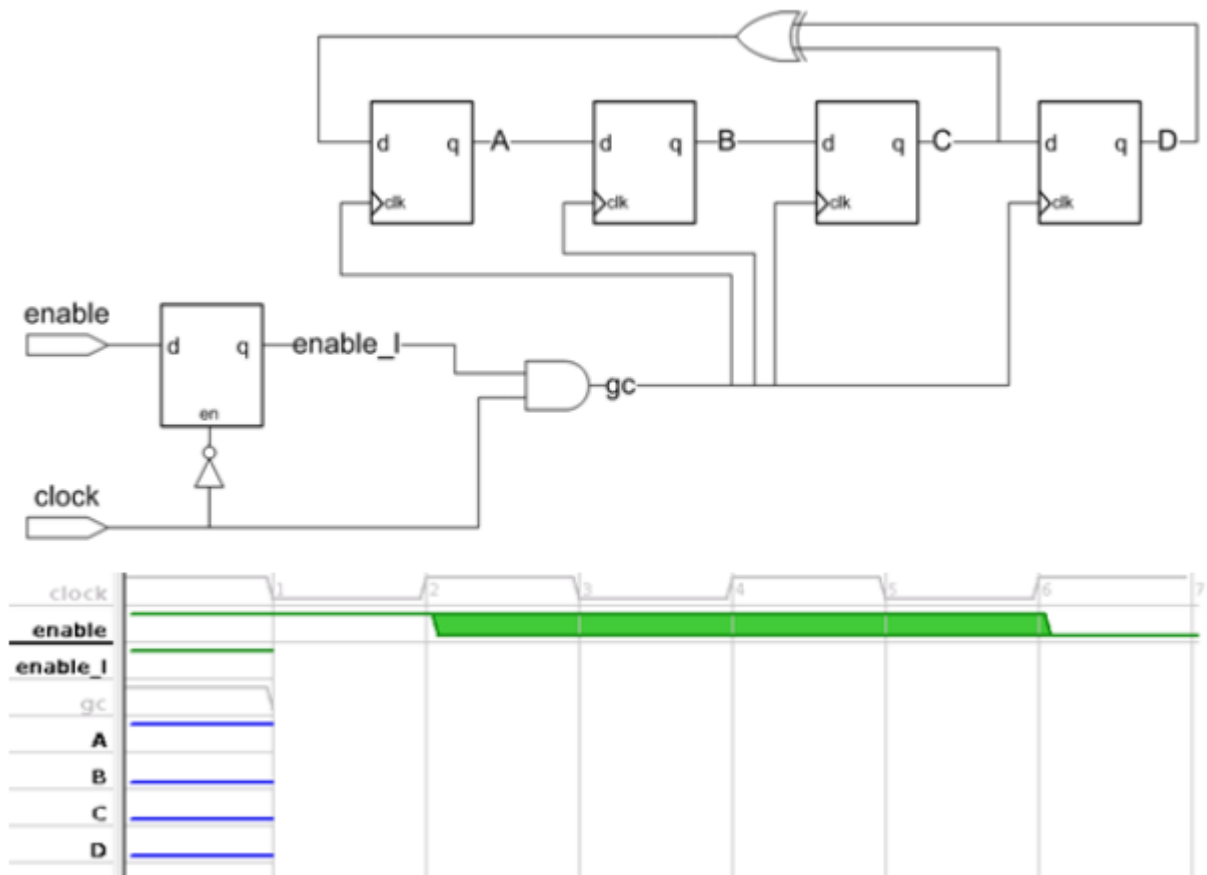 d q A d q B d q C d q D
clk clk clk clk
enable
d q enable_l
en
gc
clock
clock 1 2 3 4 5 6 7
enable
enable_l
gc
A
B
C
D